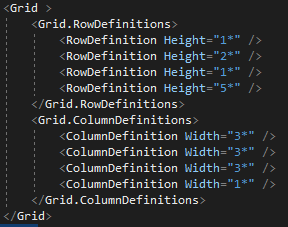 <Grid >
<Grid.RowDefinitions>
<RowDefinition Height="1*" />
<RowDefinition Height="2*" />
<RowDefinition Height="1*" />
<RowDefinition Height="5*" />
</Grid.RowDefinitions>
<Grid.ColumnDefinitions>
<ColumnDefinition Width="3*" />
<ColumnDefinition Width="3*" />
<ColumnDefinition Width="3*" />
<ColumnDefinition Width="1*" />
</Grid.ColumnDefinitions>
</Grid>